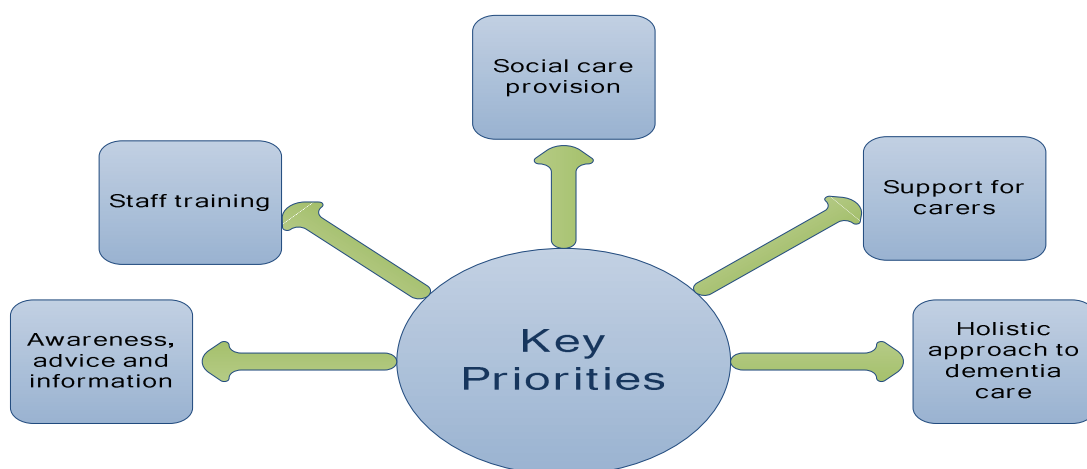 Social care
provision
Staff training
Support for
carers
Awareness,
advice and
information
Key
Priorities
Holistic
approach to
dementia
care